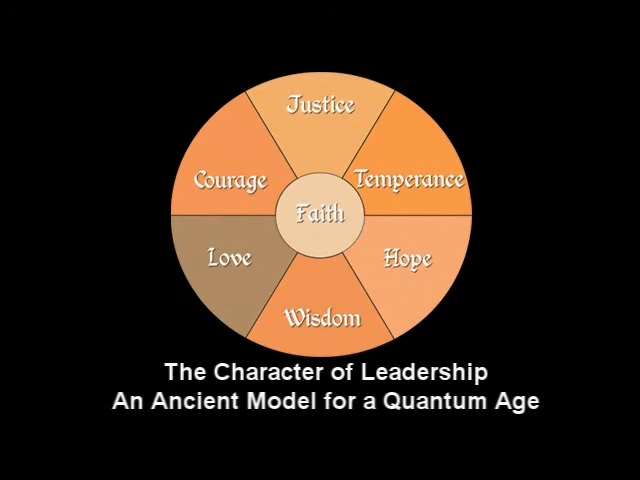 Justice
Courage
Temperance
Faith
Love
Hope
Wisdom
The Character of Leadership
An Ancient Model for a Quantum Age